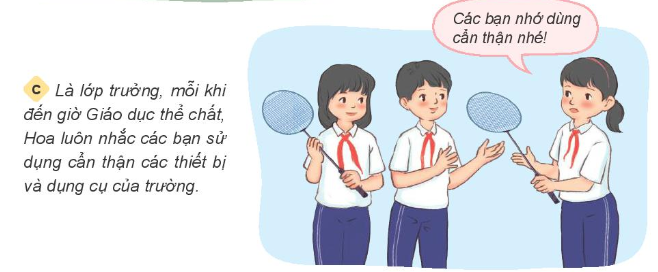 Các bạn nhớ dùng
cẩn thận nhé!
C Là lớp trưởng, mỗi khi
đến giờ Giáo dục thể chất,
Hoa luôn nhắc các bạn sử
dụng cẩn thận các thiết bị
và dụng cụ của trường.